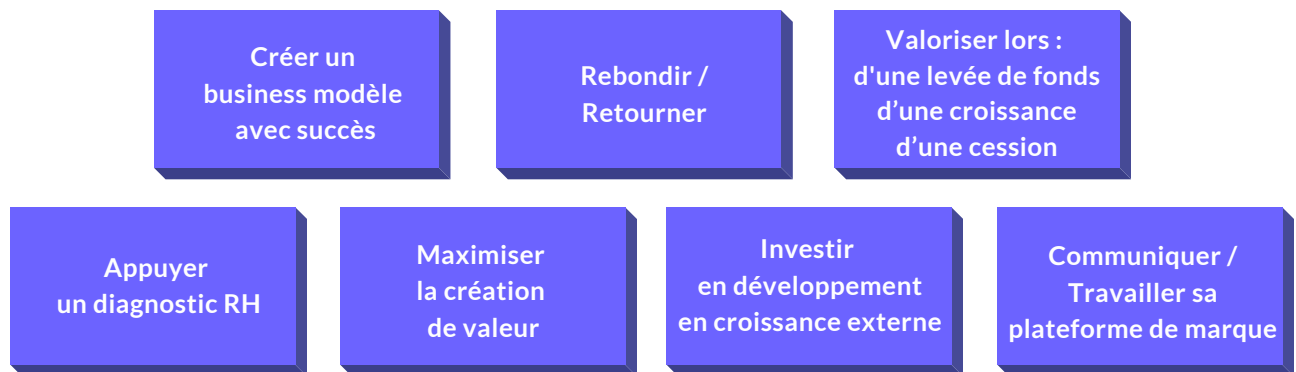 Créer un
business modèle
avec succès
Rebondir /
Retourner
Valoriser lors :
d'une levée de fonds
d’une croissance
d’une cession
Appuyer
un diagnostic RH
Maximiser
la création
de valeur
Investir
en développement
en croissance externe
Communiquer /
Travailler sa
plateforme de marque